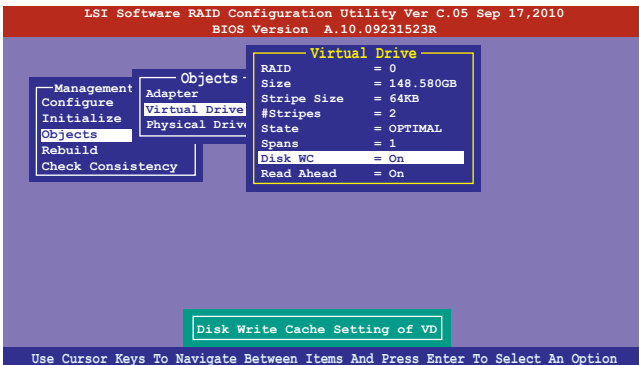 LSI Software RAID Configuration Utility Ver C.05 Sep 17,2010
BIOS Version A.10.09231523R
Management
Configure
Initialize
Objects
Rebuild
Check Consistency
Objects
Adapter
Virtual Drive
Physical Drive
Virtual Drive
RAID = 0
Size = 148.580GB
Stripe Size = 64KB
#Stripes = 2
State = OPTIMAL
Spans = 1
Disk WC = On
Read Ahead = On
Disk Write Cache Setting of VD
Use Cursor Keys To Navigate Between Items And Press Enter To Select An Option